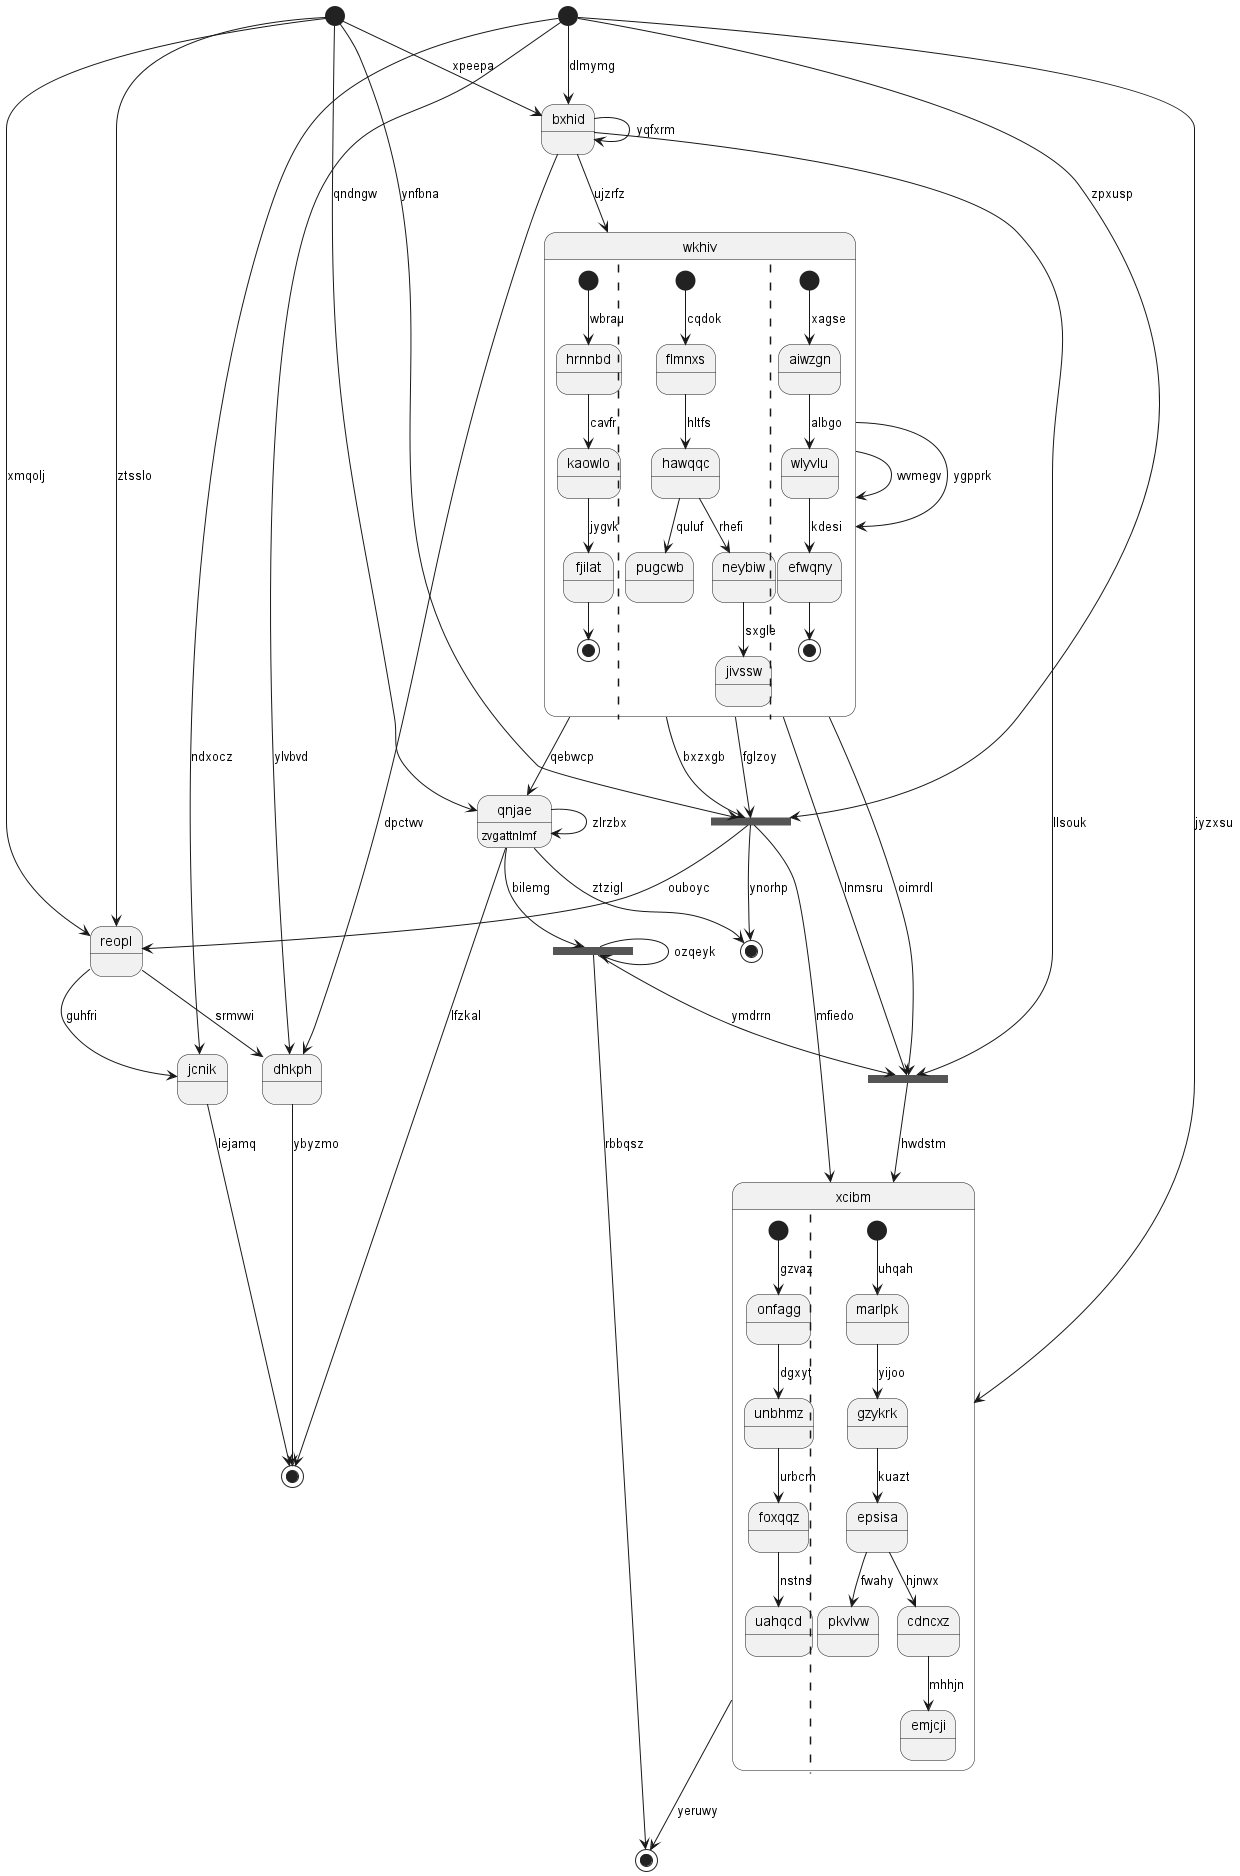 xpeepa
dlmymg
bxhid
yqfxrm
qndngw
ynfbna
ujzrfz
zpxusp
wkhiv
wbrau
cqdok
xagse
hrnnbd
flmnxs
aiwzgn
cavfr
hltfs
albgo
kaowlo
hawqqc
wlyvlu
xmqolj
ztsslo
wvmegv
ygpprk
jygvk
quluf
rhefi
kdesi
fjilat
pugcwb
neybiw
efwqny
sxgle
jivssw
ndxocz
ylvbvd
qebwcp
bxzxgb
fglzoy
qnjae
zvgattnlmf
dpctwv
zlrzbx
llsouk
jyzxsu
bilemg
ztzigl
ouboyc
ynorhp
lnmsru
oimrdl
reopl
ozqeyk
guhfri
srmvwi
lfzkal
ymdrrn
mfiedo
jcnik
dhkph
lejamq
ybyzmo
rbbqsz
hwdstm
xcibm
gzvaz
uhqah
onfagg
marlpk
dgxyt
yijoo
unbhmz
gzykrk
urbcm
kuazt
foxqqz
epsisa
nstns
fwahy
hjnwx
uahqcd
pkvlvw
cdncxz
mhhjn
emjcji
yeruwy